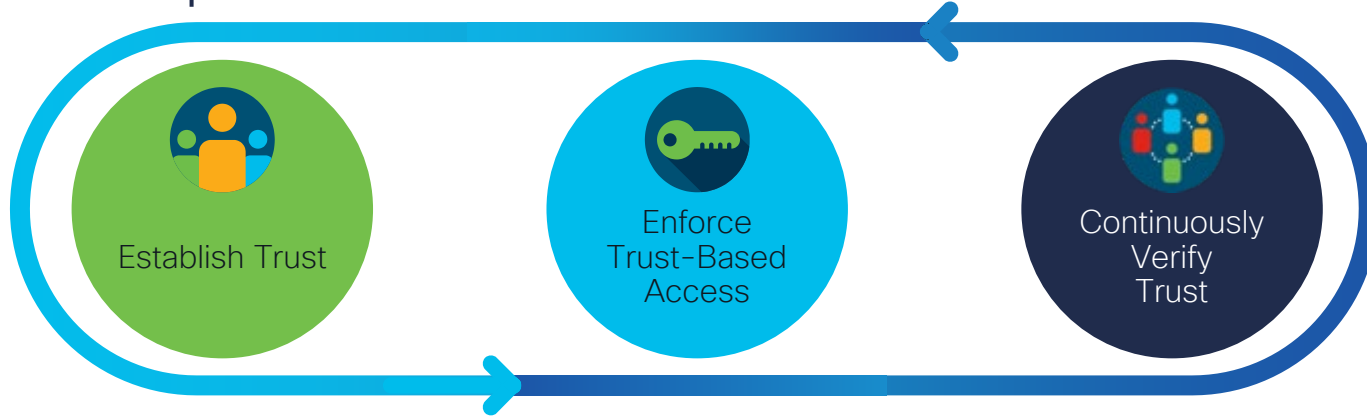 Establish Trust
Enforce
Trust-Based
Access
Continuously
Verify
Trust